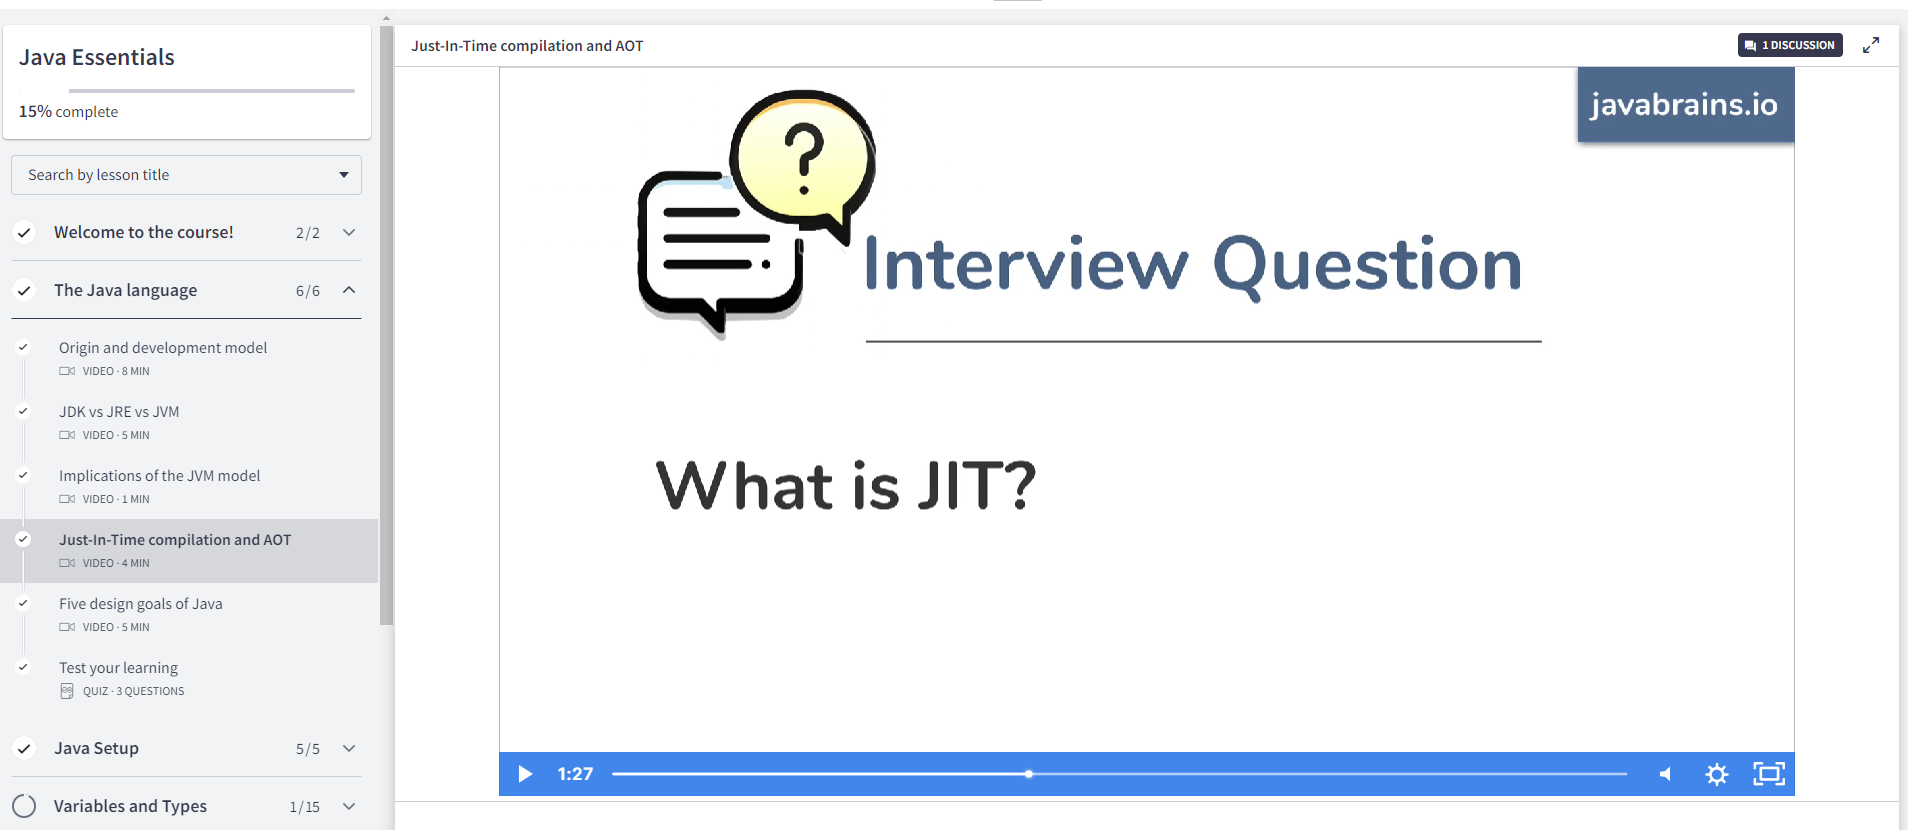 Java Essentials
15% complete
Search by lesson title
Welcome to the course! 2/2
The Java language 6/6
Origin and development model
VIDEO · 8 MIN
JDK vs JRE vs JVM
VIDEO · 5 MIN
Implications of the JVM model
VIDEO · 1 MIN
Just-In-Time compilation and AOT
VIDEO · 4 MIN
Five design goals of Java
VIDEO · 5 MIN
Test your learning
QUIZ · 3 QUESTIONS
Java Setup 5/5
Variables and Types 1/15
Just-In-Time compilation and AOT
1 DISCUSSION
javabrains.io
?
Interview Question
What is JIT?
1:27